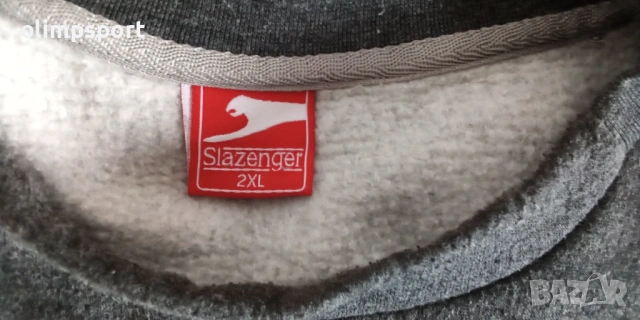 olimpsport
Slazenger
2XL
BAZAR